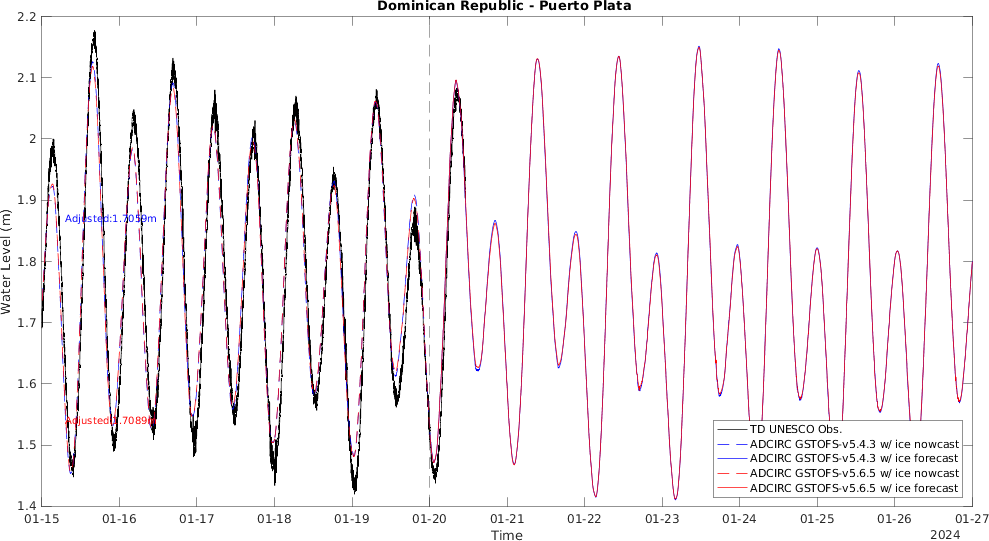 Dominican Republic - Puerto Plata
Water Level (m)
2.2
2.1
2
1.9
1.8
1.7
1.6
1.5
1.4
Adjusted:1.7059m
Adjusted:1.7089m
TD UNESCO Obs.
ADCIRC GSTOFS-v5.4.3 w/ ice nowcast
ADCIRC GSTOFS-v5.4.3 w/ ice forecast
ADCIRC GSTOFS-v5.6.5 w/ ice nowcast
ADCIRC GSTOFS-v5.6.5 w/ ice forecast
01-15 01-16 01-17 01-18 01-19 01-20 01-21 01-22 01-23 01-24 01-25 01-26 01-27
Time
2024